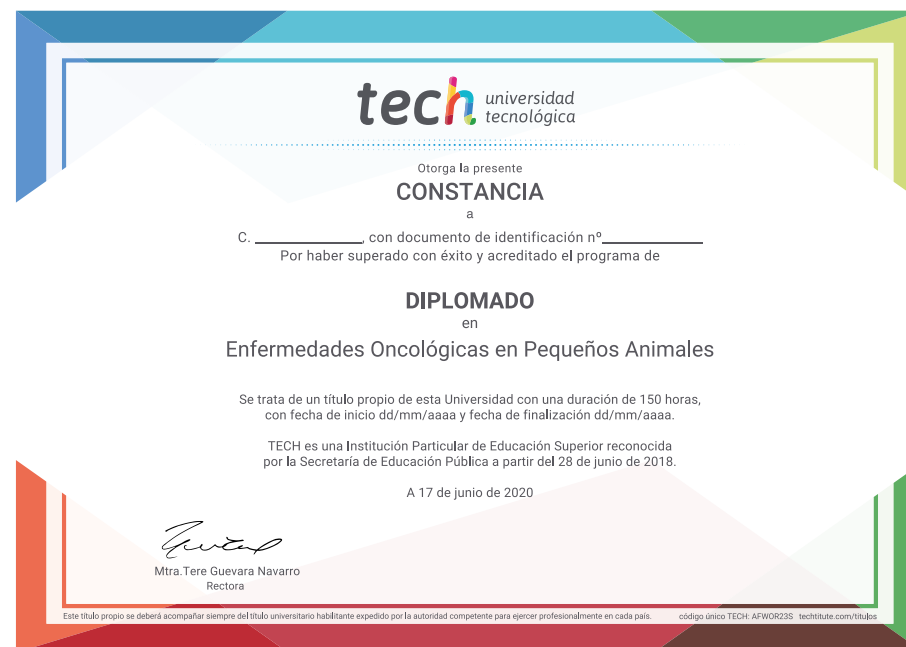 tech universidad
tecnológica
Otorga la presente
CONSTANCIA
a
C. ____________, con documento de identificación nº____________
Por haber superado con éxito y acreditado el programa de
DIPLOMADO
en
Enfermedades Oncológicas en Pequeños Animales
Se trata de un título propio de esta Universidad con una duración de 150 horas,
con fecha de inicio dd/mm/aaaa y fecha de finalización dd/mm/aaaa.
TECH es una Institución Particular de Educación Superior reconocida
por la Secretaría de Educación Pública a partir del 28 de junio de 2018.
A 17 de junio de 2020
Mtra.Tere Guevara Navarro
Rectora
Este título propio se deberá acompañar siempre del título universitario habilitante expedido por la autoridad competente para ejercer profesionalmente en cada país. código único TECH: AFWOR23S techtitute.com/titulos